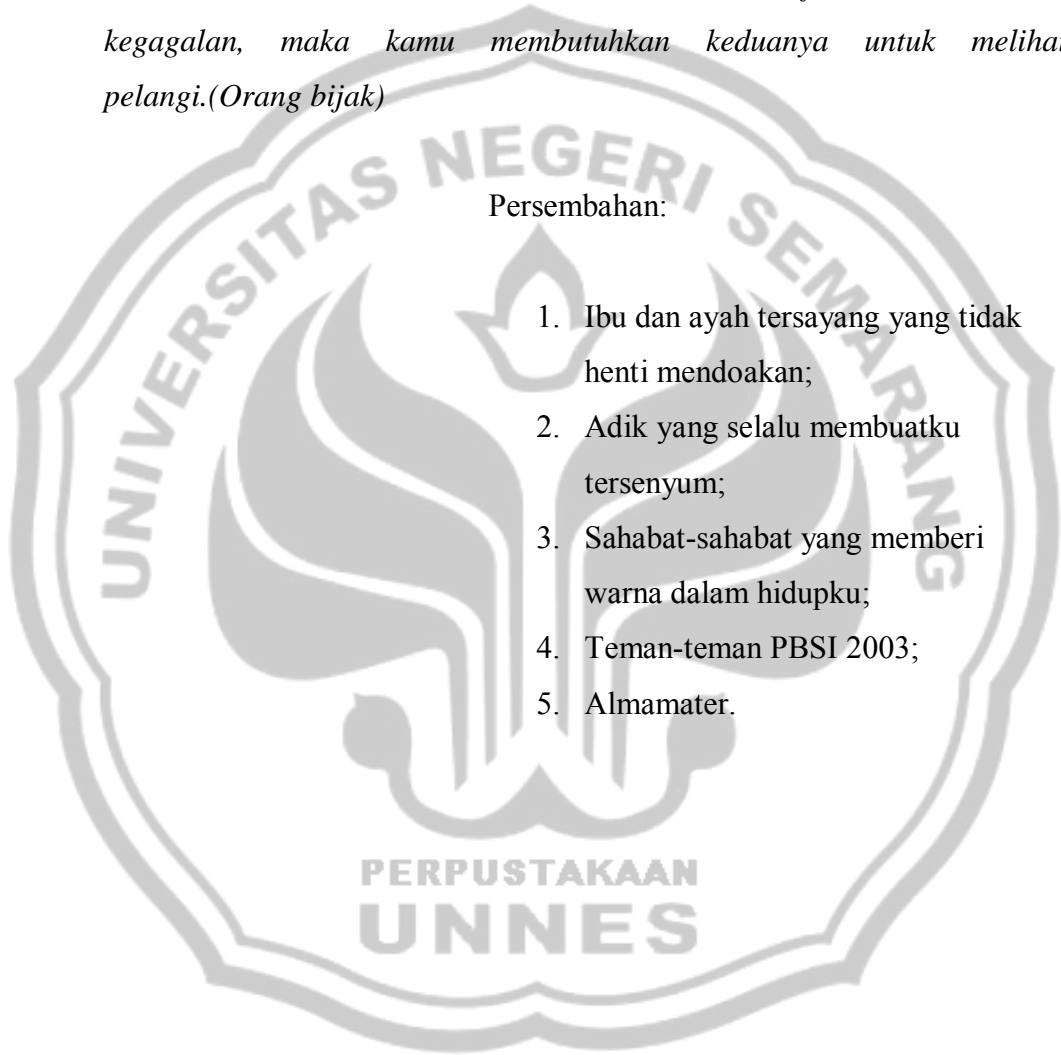 kegagalan, maka kamu membutuhkan keduanya untuk melihat
pelangi.(Orang bijak)
UNIVERSITAS NEGERI SEMARANG
Persembahan:
1. Ibu dan ayah tersayang yang tidak
henti mendoakan;
2. Adik yang selalu membuatku
tersenyum;
3. Sahabat-sahabat yang memberi
warna dalam hidupku;
4. Teman-teman PBSI 2003;
5. Almamater.
PERPUSTAKAAN
UNNES